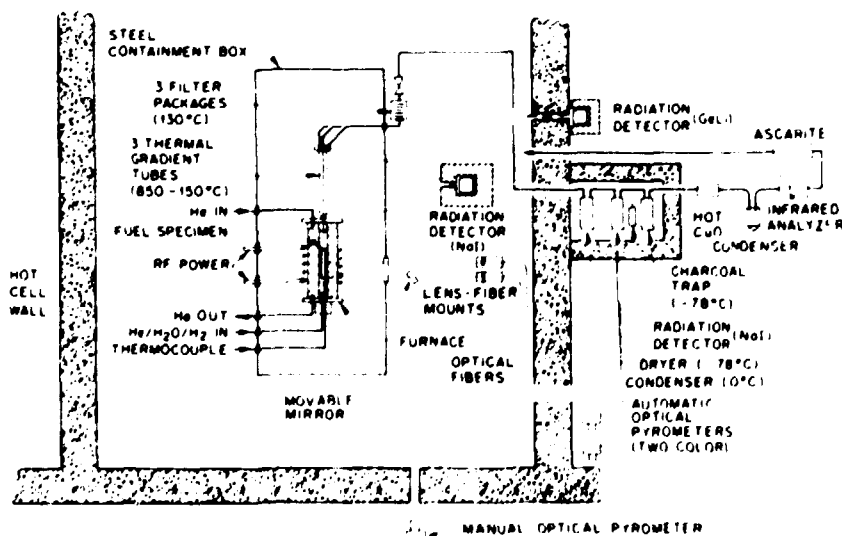 STEEL
CONTAINMENT BOX
3 FILTER
PACKAGES
(130°C)
3 THERMAL
GRADIENT
TUBES
(850-150°C)
He IN
FUEL SPECIMEN
RF POWER
HOT
CELL
WALL
He OUT
He/H2O/H2 IN
THERMOCOUPLE
MOVABLE
MIRROR
FURNACE
RADIATION
DETECTOR
(NaI)
LENS-FIBER
MOUNTS
OPTICAL
FIBERS
RADIATION
DETECTOR (GeLi)
ASCARITE
HOT
CuO
CONDENSER
INFRARED
ANALYZER
CHARCOAL
TRAP
(-78°C)
RADIATION
DETECTOR (NaI)
DRYER (-78°C)
CONDENSER (0°C)
AUTOMATIC
OPTICAL
PYROMETERS
(TWO COLOR)
MANUAL OPTICAL PYROMETER